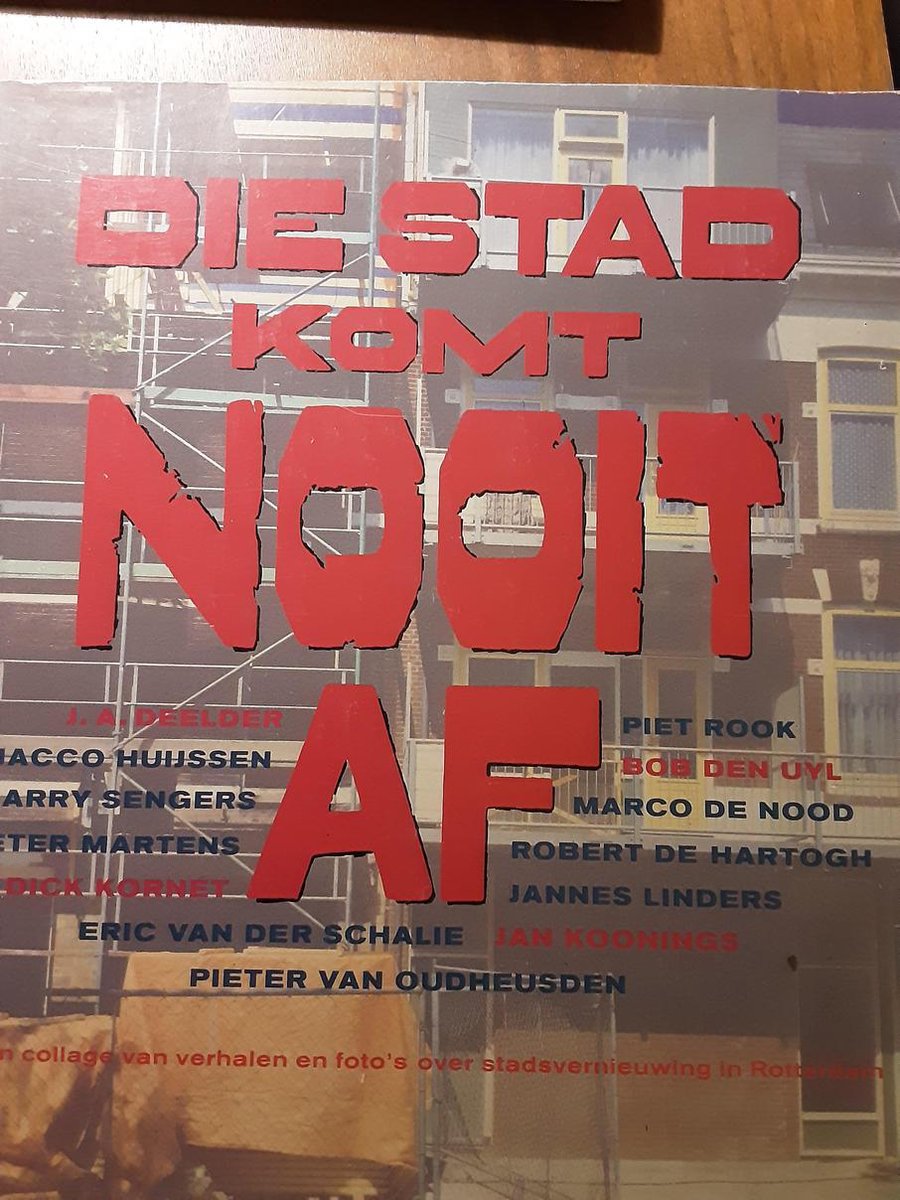 DIE STAD
KOMT
NOOIT
AF
J. A. DEELDER
HACCO HUIJSSEN
ARRY SENGERS
ETER MARTENS
DICK KORNET
ERIC VAN DER SCHALIE
PIETER VAN OUDHEUSDEN
PIET ROOK
BOB DEN UYL
MARCO DE NOOD
ROBERT DE HARTOGH
JANNES LINDERS
JAN KOONINGS
n collage van verhalen en foto's over stadsvernieuwing in Rotterdam